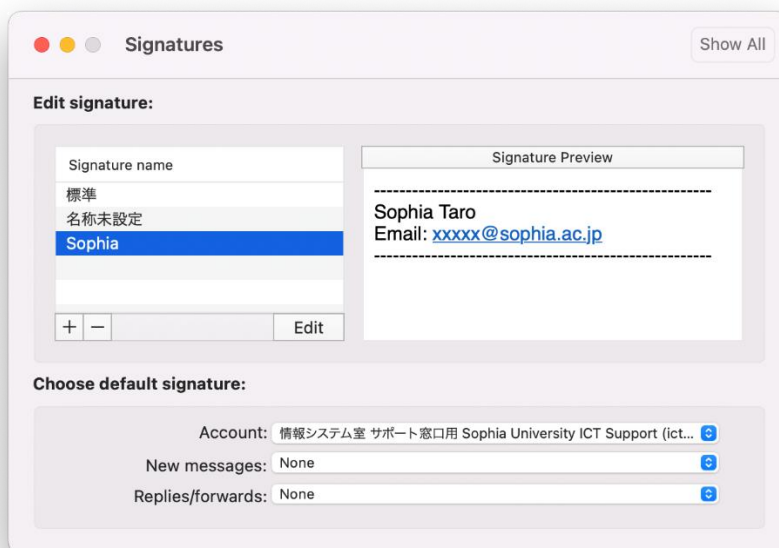 Signatures
Show All
Edit signature:
Signature name
標準
名称未設定
Sophia
+ − Edit
Signature Preview
--------------------------------------------------------
Sophia Taro
Email: xxxxx@sophia.ac.jp
--------------------------------------------------------
Choose default signature:
Account: 情報システム室 サポート窓口用 Sophia University ICT Support (ict...
New messages: None
Replies/forwards: None